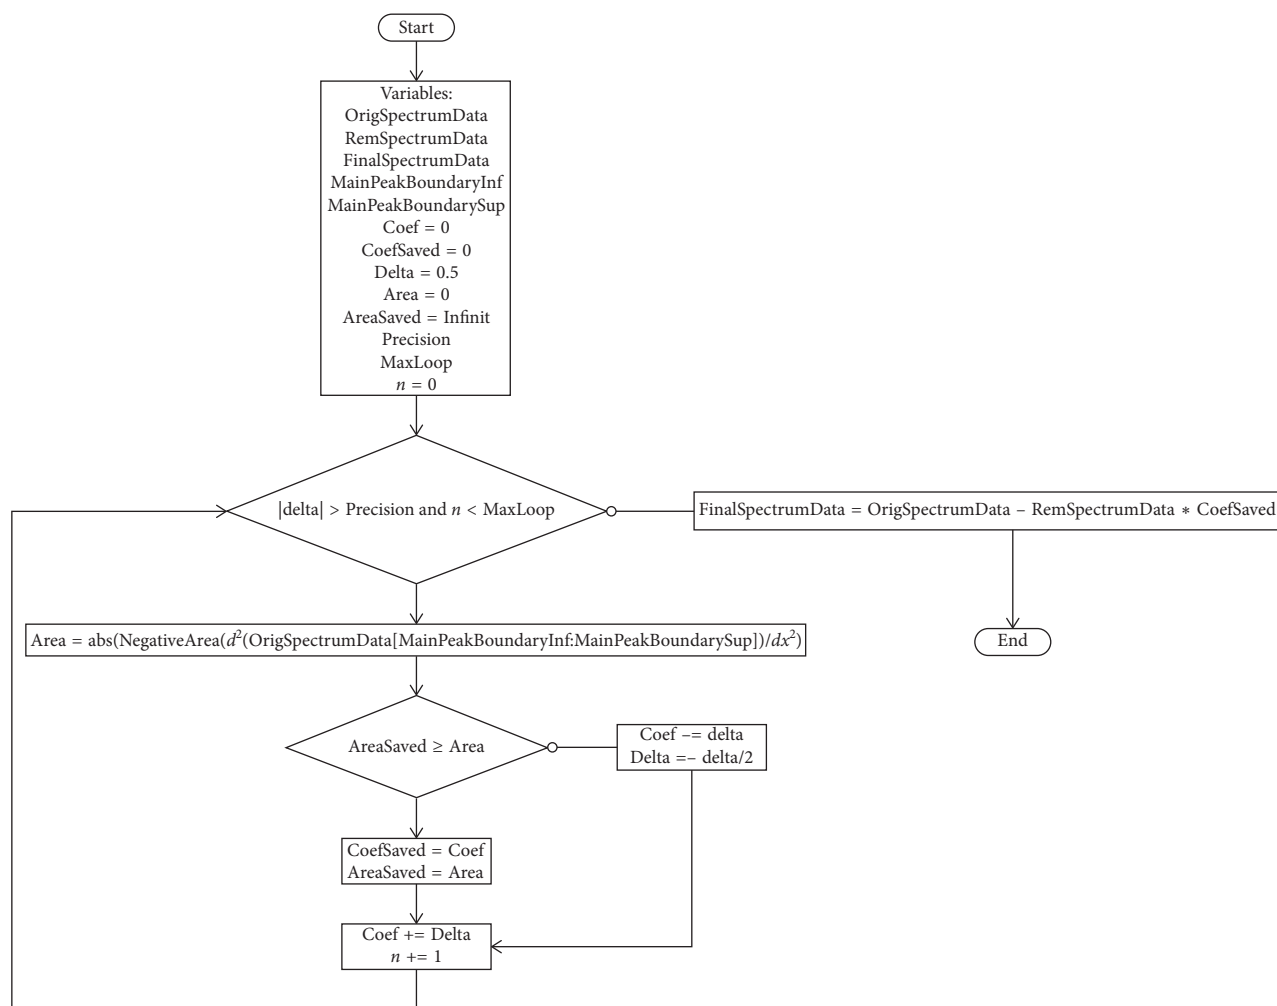 Start
Variables:
OrigSpectrumData
RemSpectrumData
FinalSpectrumData
MainPeakBoundaryInf
MainPeakBoundarySup
Coef = 0
CoefSaved = 0
Delta = 0.5
Area = 0
AreaSaved = Infinit
Precision
MaxLoop
n = 0
|delta| > Precision and n < MaxLoop
FinalSpectrumData = OrigSpectrumData – RemSpectrumData * CoefSaved
End
Area = abs(NegativeArea(d²(OrigSpectrumData[MainPeakBoundaryInf:MainPeakBoundarySup])/dx²)
AreaSaved ≥ Area
Coef –= delta
Delta =– delta/2
CoefSaved = Coef
AreaSaved = Area
Coef += Delta
n += 1